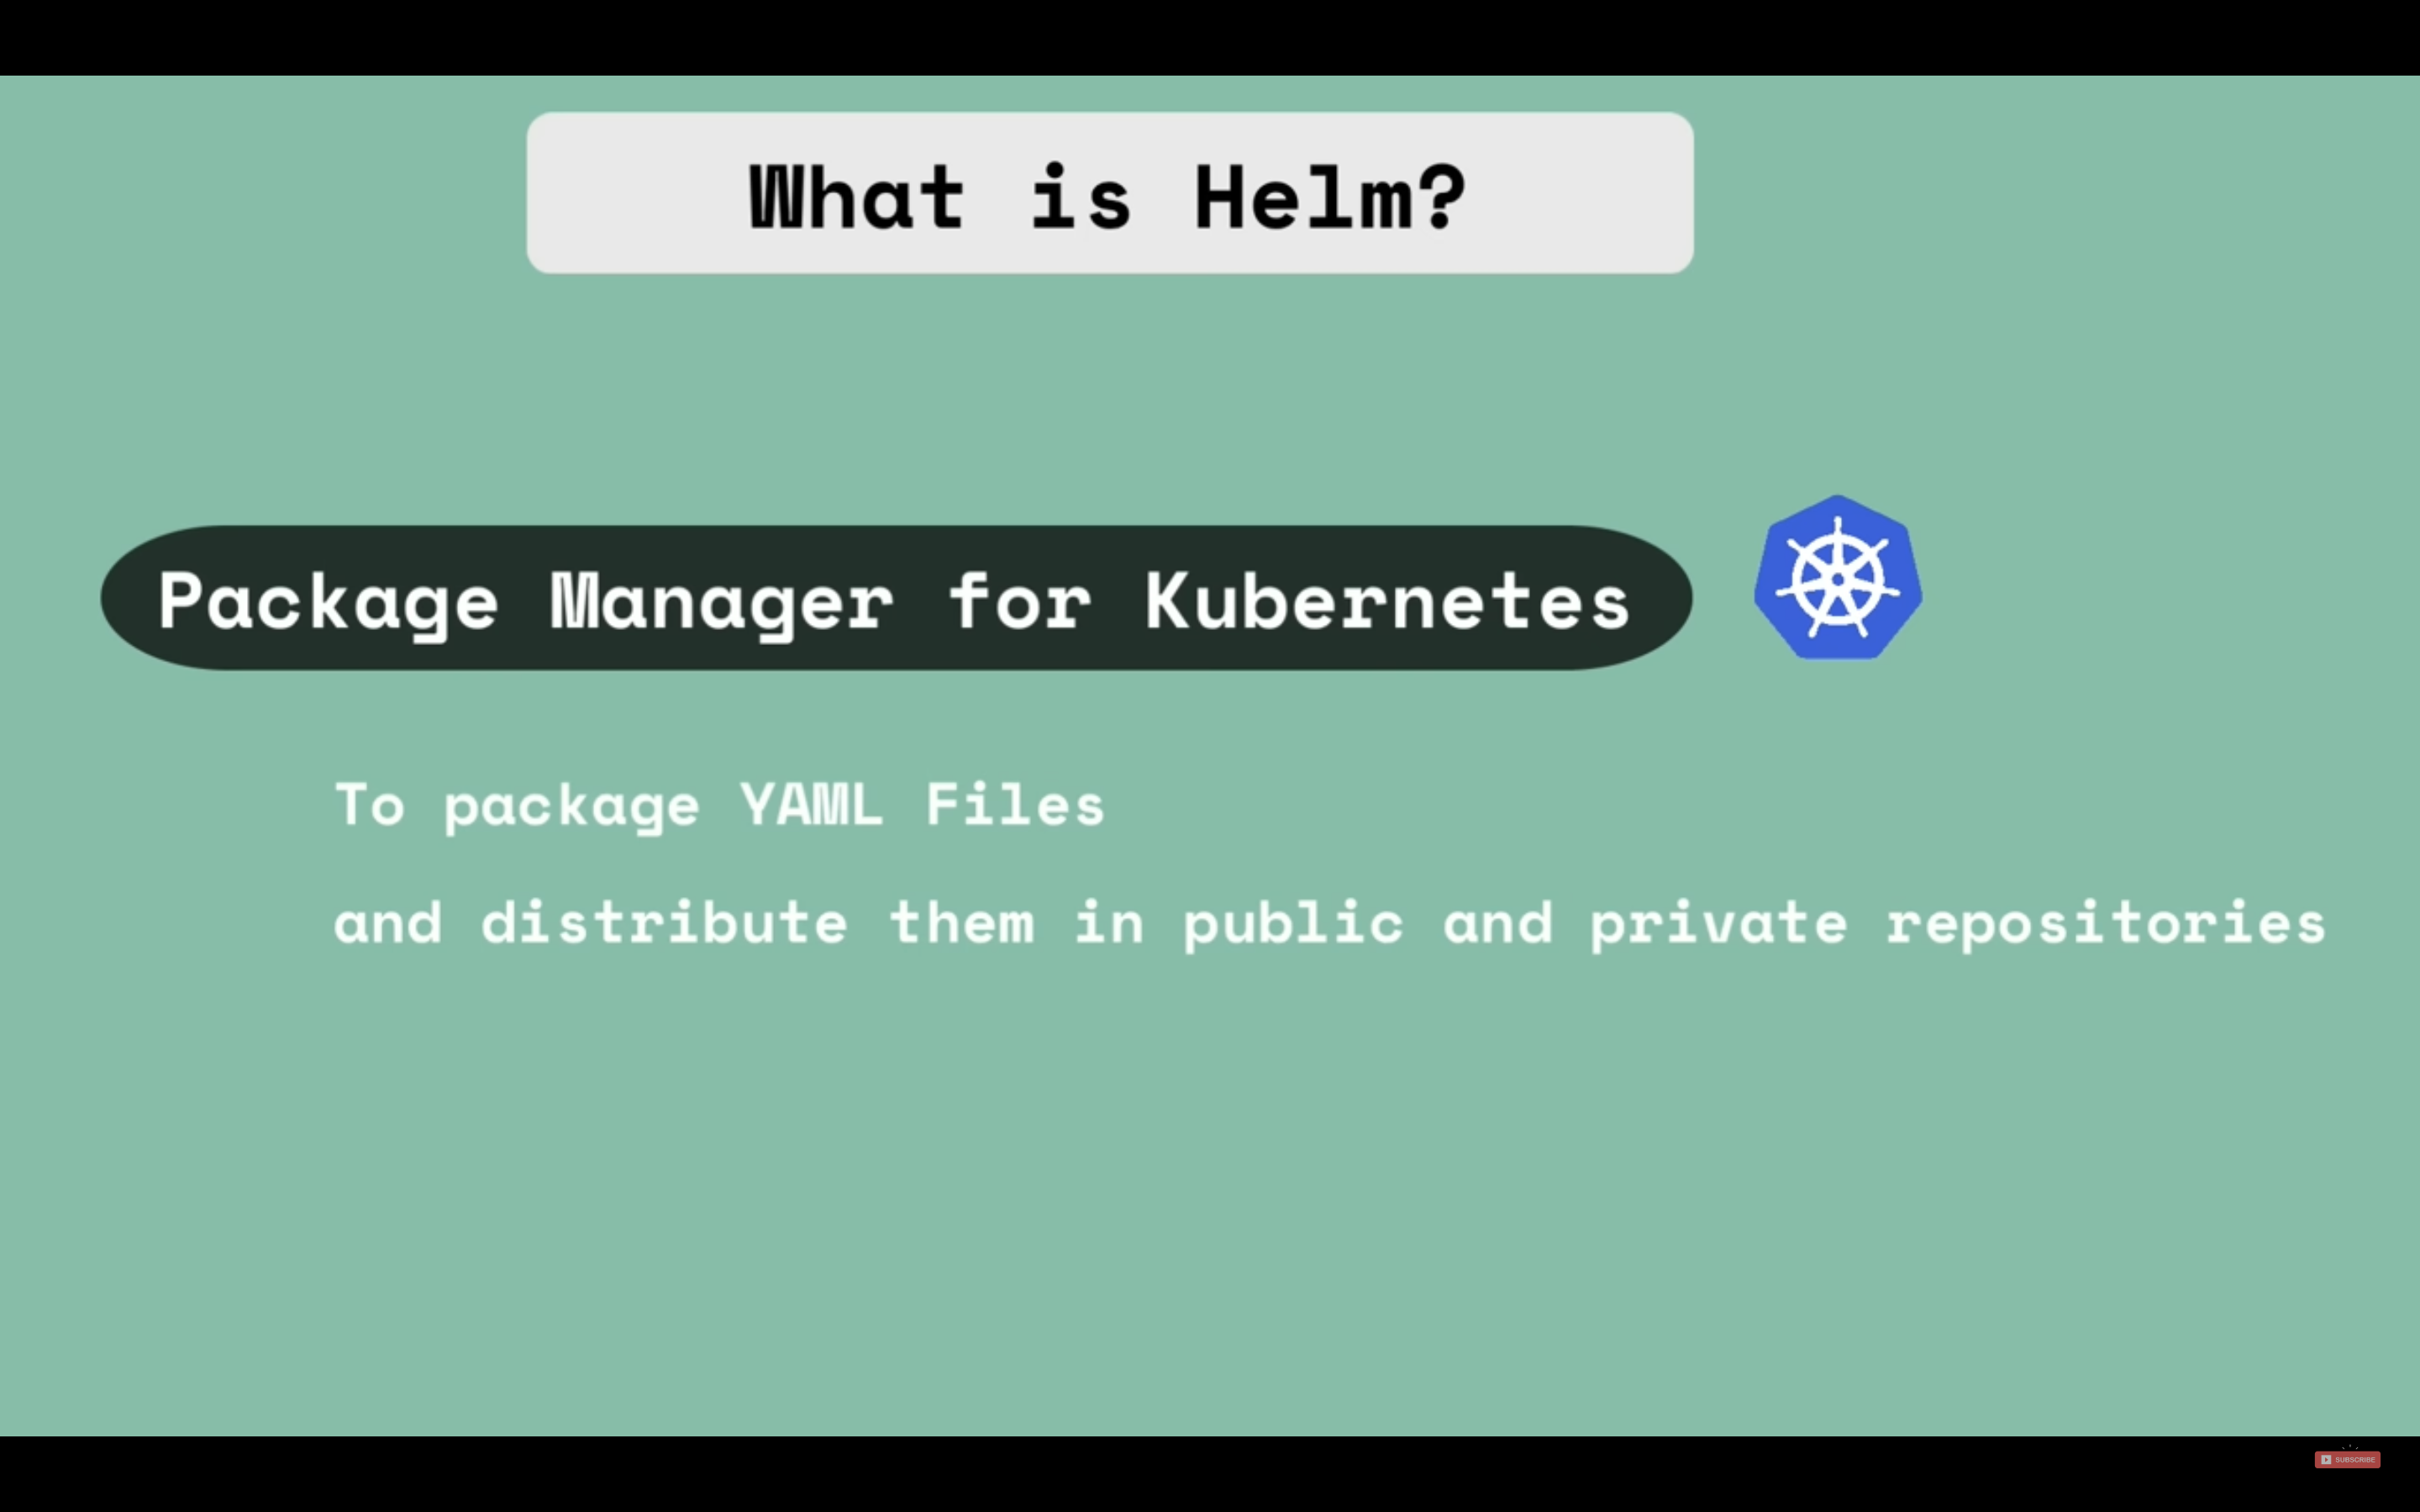 What is Helm?
Package Manager for Kubernetes
To package YAML Files
and distribute them in public and private repositories
SUBSCRIBE